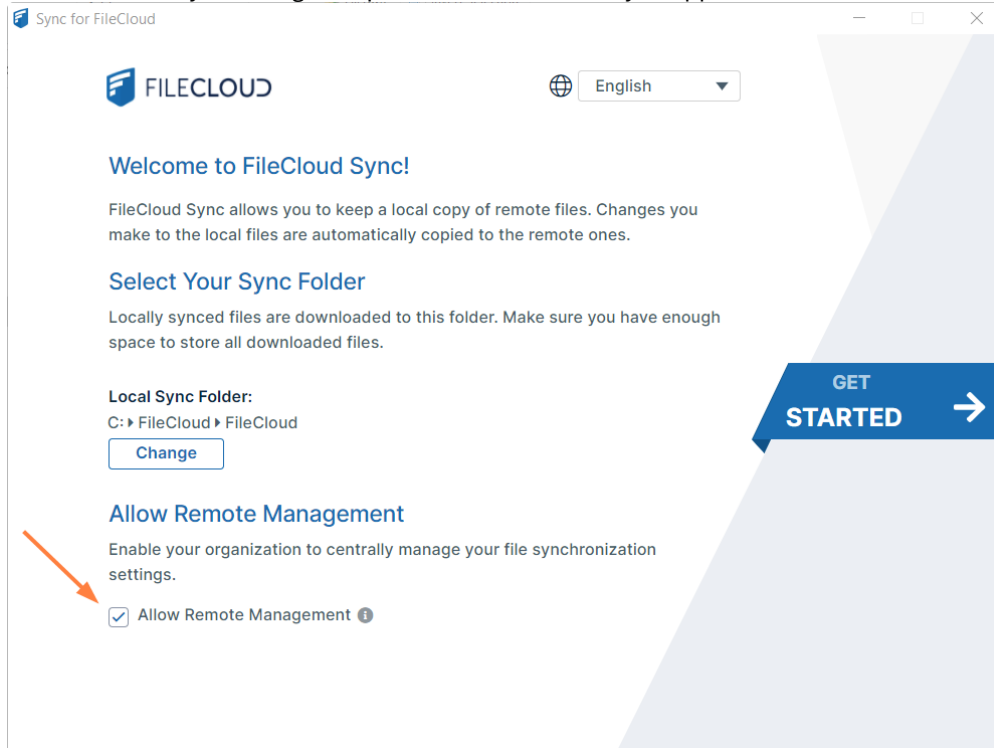 Sync for FileCloud
FILECLOUD
English
Welcome to FileCloud Sync!
FileCloud Sync allows you to keep a local copy of remote files. Changes you
make to the local files are automatically copied to the remote ones.
Select Your Sync Folder
Locally synced files are downloaded to this folder. Make sure you have enough
space to store all downloaded files.
Local Sync Folder:
C: FileCloud FileCloud
Change
GET
STARTED
Allow Remote Management
Enable your organization to centrally manage your file synchronization
settings.
Allow Remote Management